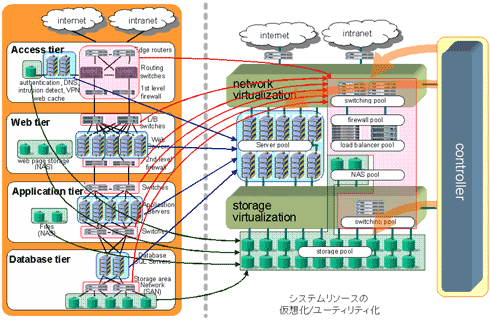 internet
intranet
Access tier
Edge routers
Routing
switches
1st level
firewall
authentication, DNS,
intrusion detect, VPN
web cache
Web tier
L/B
switches
Web
Servers
web page storage
(NAS)
2nd level
firewall
Application tier
Switches
Application
Servers
Files
(NAS)
Switches
Database tier
Database
SQL Servers
Storage area
Network
(SAN)
internet
intranet
network
virtualization
switching pool
firewall pool
Server pool
load balancer pool
NAS pool
storage
virtualization
switching pool
storage pool
controller
システムリソースの
仮想化/ユーティリティ化